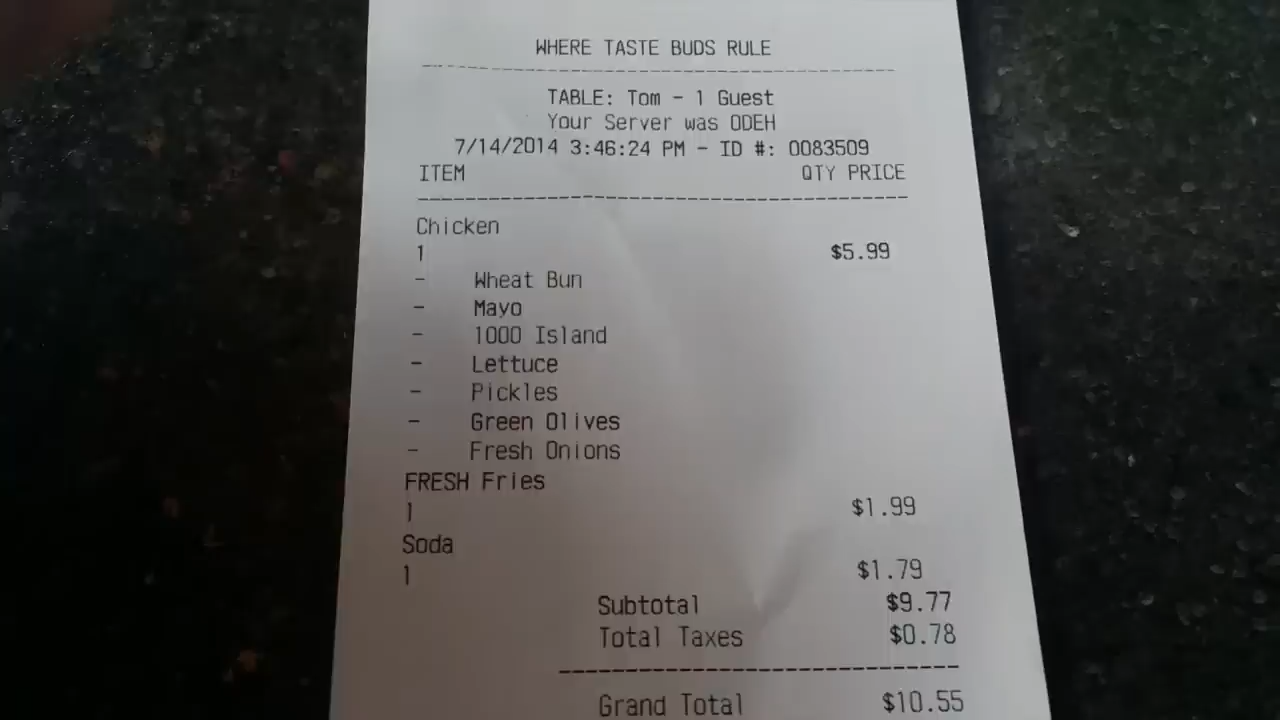 WHERE TASTE BUDS RULE
TABLE: Tom - 1 Guest
Your Server was ODEH
7/14/2014 3:46:24 PM - ID #: 0083509
ITEM QTY PRICE
Chicken
1 $5.99
- Wheat Bun
- Mayo
- 1000 Island
- Lettuce
- Pickles
- Green Olives
- Fresh Onions
FRESH Fries
1 $1.99
Soda
1 $1.79
Subtotal $9.77
Total Taxes $0.78
Grand Total $10.55